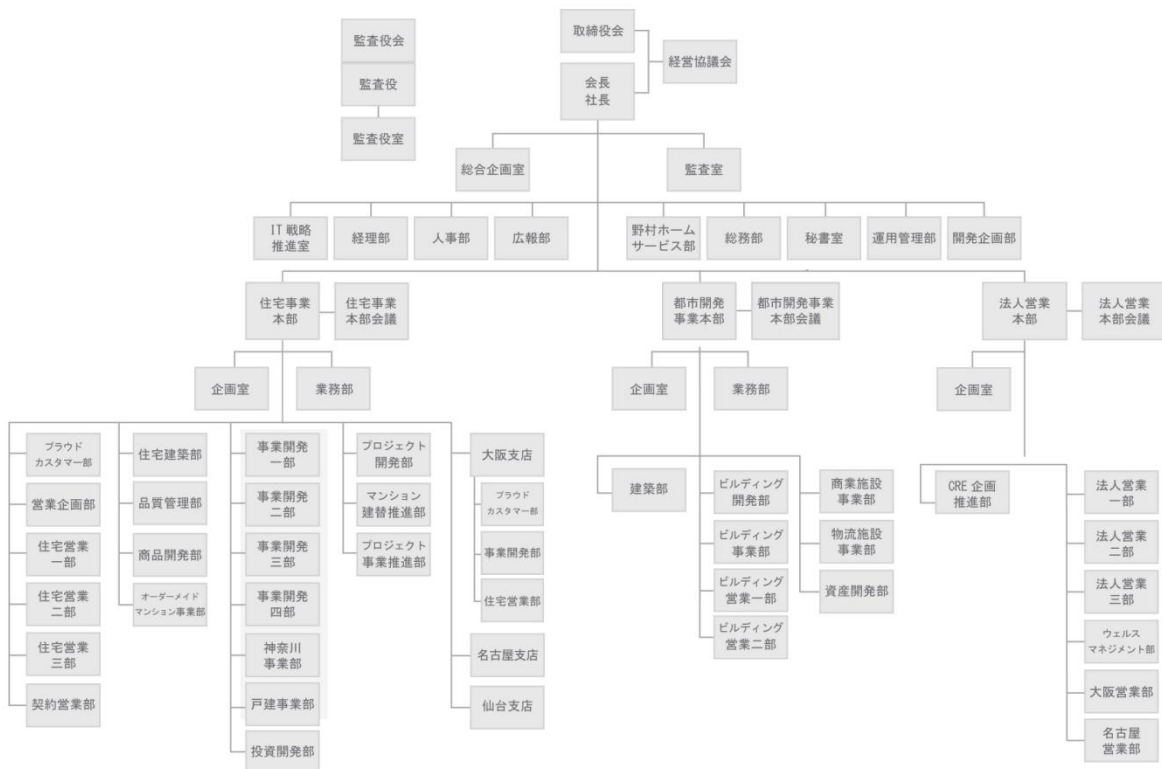 監査役会
監査役
監査役室
取締役会
会長
社長
経営協議会
総合企画室
監査室
IT 戦略
推進室
経理部
人事部
広報部
野村ホーム
サービス部
総務部
秘書室
運用管理部
開発企画部
住宅事業
本部
住宅事業
本部会議
都市開発
事業本部
都市開発事業
本部会議
法人営業
本部
法人営業
本部会議
企画室
業務部
企画室
業務部
企画室
プラウド
カスタマー部
営業企画部
住宅営業
一部
住宅営業
二部
住宅営業
三部
契約営業部
住宅建築部
品質管理部
商品開発部
オーダーメイド
マンション事業部
事業開発
一部
事業開発
二部
事業開発
三部
事業開発
四部
神奈川
事業部
戸建事業部
投資開発部
プロジェクト
開発部
マンション
建替推進部
プロジェクト
事業推進部
大阪支店
プラウド
カスタマー部
事業開発部
住宅営業部
名古屋支店
仙台支店
建築部
ビルディング
開発部
ビルディング
事業部
ビルディング
営業一部
ビルディング
営業二部
商業施設
事業部
物流施設
事業部
資産開発部
CRE 企画
推進部
法人営業
一部
法人営業
二部
法人営業
三部
ウェルス
マネジメント部
大阪営業部
名古屋
営業部